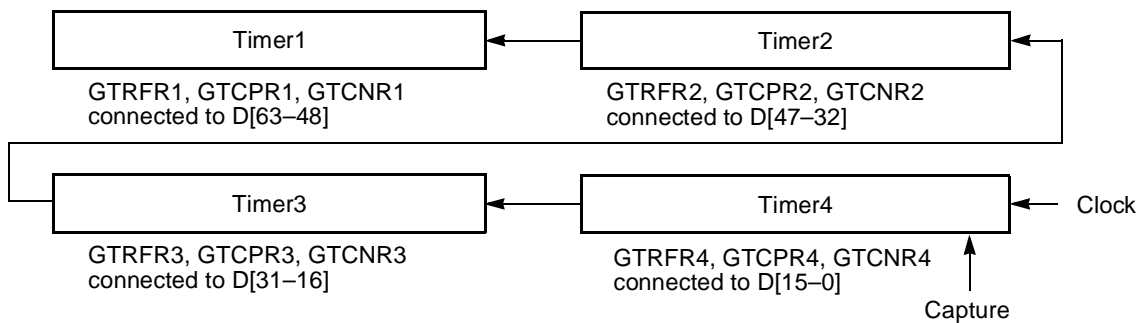 Timer1
Timer2
GTRFR1, GTCPR1, GTCNR1
connected to D[63–48]
GTRFR2, GTCPR2, GTCNR2
connected to D[47–32]
Timer3
Timer4
Clock
GTRFR3, GTCPR3, GTCNR3
connected to D[31–16]
GTRFR4, GTCPR4, GTCNR4
connected to D[15–0]
Capture